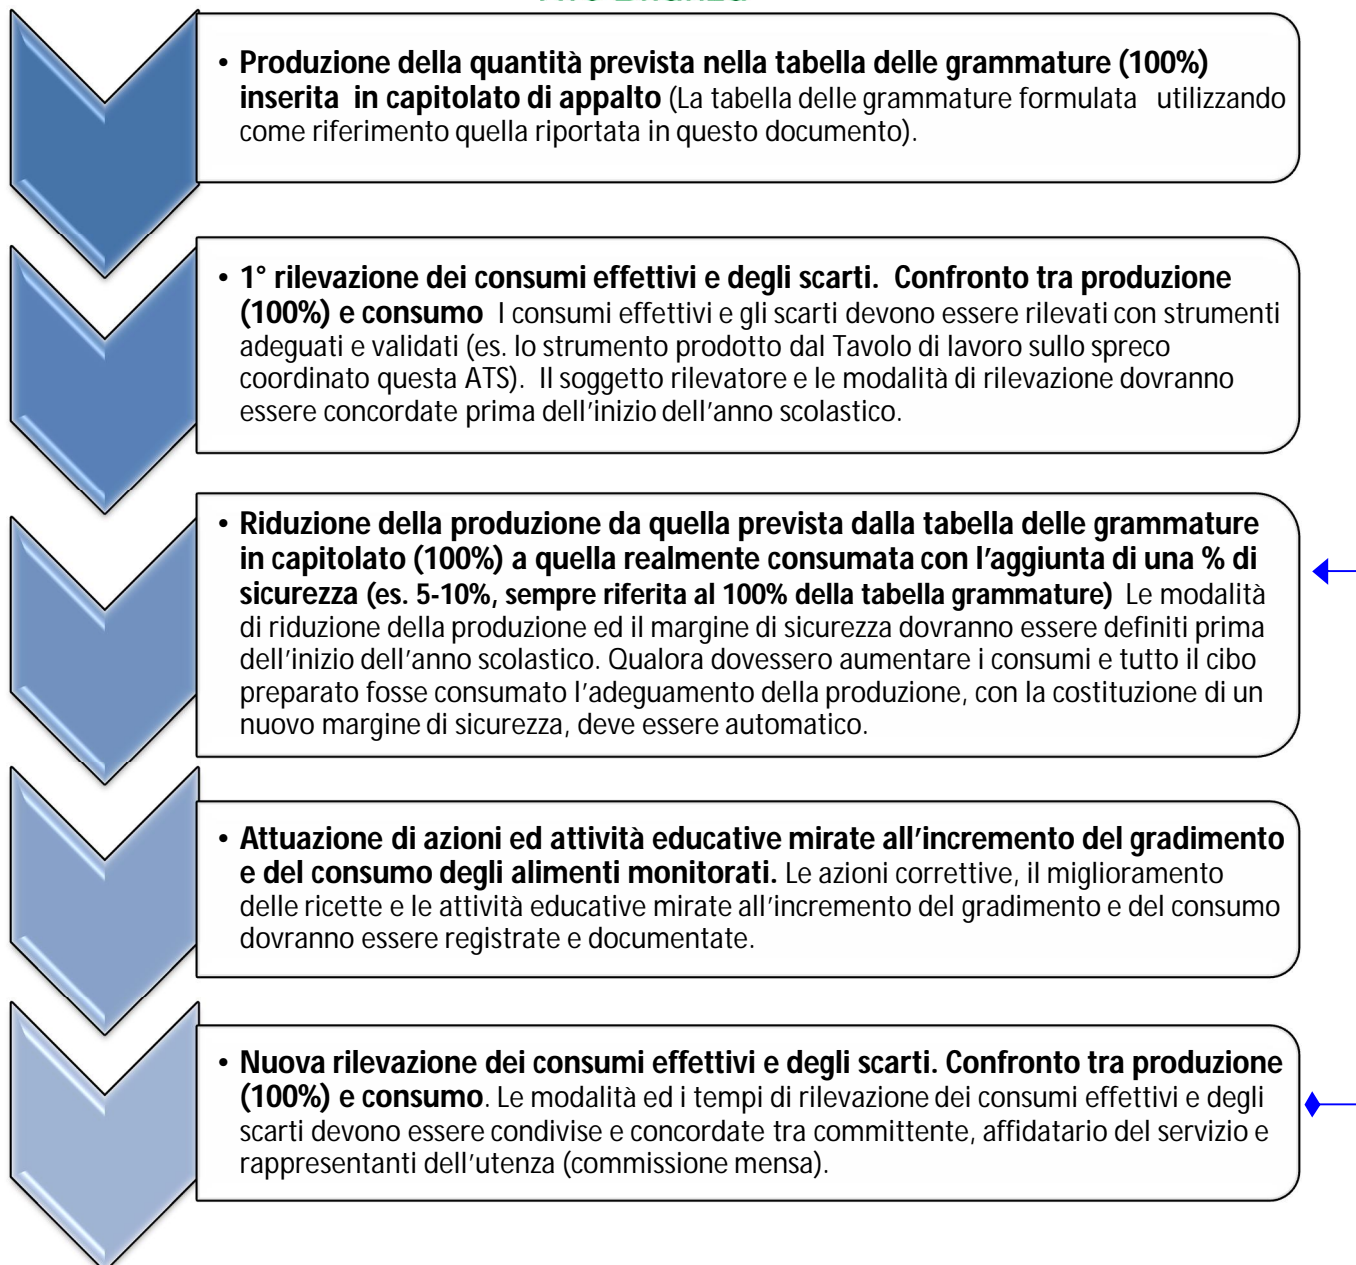 • Produzione della quantità prevista nella tabella delle grammature (100%)
inserita in capitolato di appalto (La tabella delle grammature formulata utilizzando
come riferimento quella riportata in questo documento).
• 1° rilevazione dei consumi effettivi e degli scarti. Confronto tra produzione
(100%) e consumo I consumi effettivi e gli scarti devono essere rilevati con strumenti
adeguati e validati (es. lo strumento prodotto dal Tavolo di lavoro sullo spreco
coordinato questa ATS). Il soggetto rilevatore e le modalità di rilevazione dovranno
essere concordate prima dell’inizio dell’anno scolastico.
• Riduzione della produzione da quella prevista dalla tabella delle grammature
in capitolato (100%) a quella realmente consumata con l’aggiunta di una % di
sicurezza (es. 5-10%, sempre riferita al 100% della tabella grammature) Le modalità
di riduzione della produzione ed il margine di sicurezza dovranno essere definiti prima
dell’inizio dell’anno scolastico. Qualora dovessero aumentare i consumi e tutto il cibo
preparato fosse consumato l’adeguamento della produzione, con la costituzione di un
nuovo margine di sicurezza, deve essere automatico.
• Attuazione di azioni ed attività educative mirate all’incremento del gradimento
e del consumo degli alimenti monitorati. Le azioni correttive, il miglioramento
delle ricette e le attività educative mirate all’incremento del gradimento e del consumo
dovranno essere registrate e documentate.
• Nuova rilevazione dei consumi effettivi e degli scarti. Confronto tra produzione
(100%) e consumo. Le modalità ed i tempi di rilevazione dei consumi effettivi e degli
scarti devono essere condivise e concordate tra committente, affidatario del servizio e
rappresentanti dell’utenza (commissione mensa).